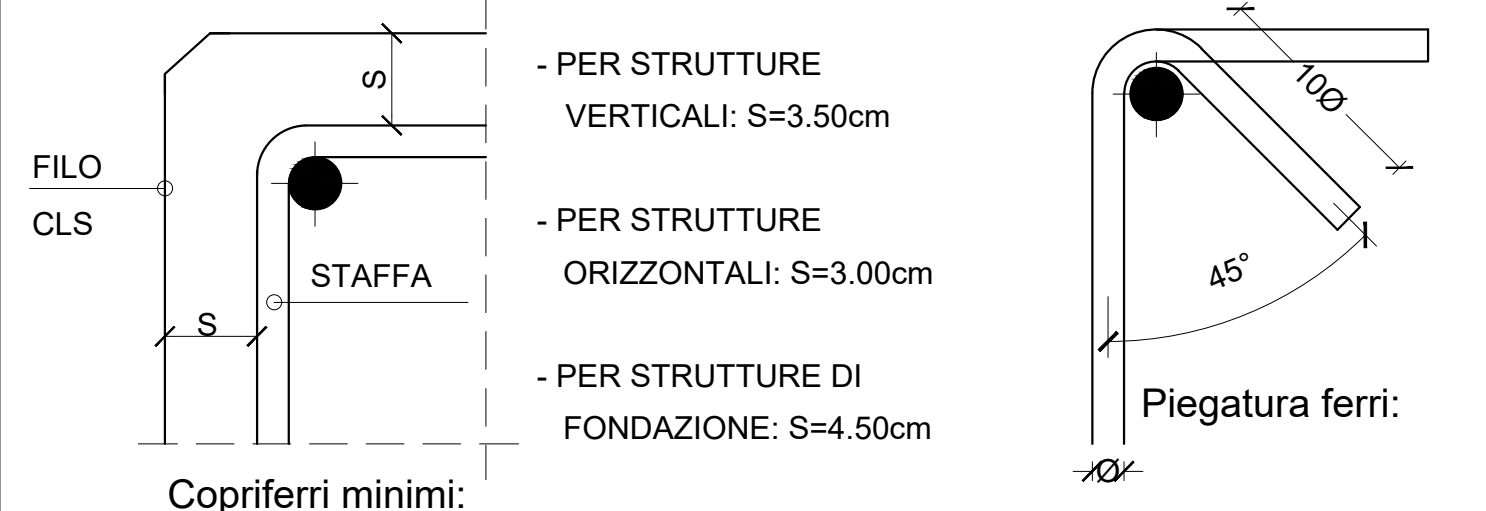 S
FILO
CLS
STAFFA
S
Copriferri minimi:
- PER STRUTTURE
VERTICALI: S=3.50cm
- PER STRUTTURE
ORIZZONTALI: S=3.00cm
- PER STRUTTURE DI
FONDAZIONE: S=4.50cm
10Ø
45°
Piegatura ferri:
Ø